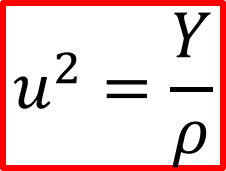 u² = Y/ρ